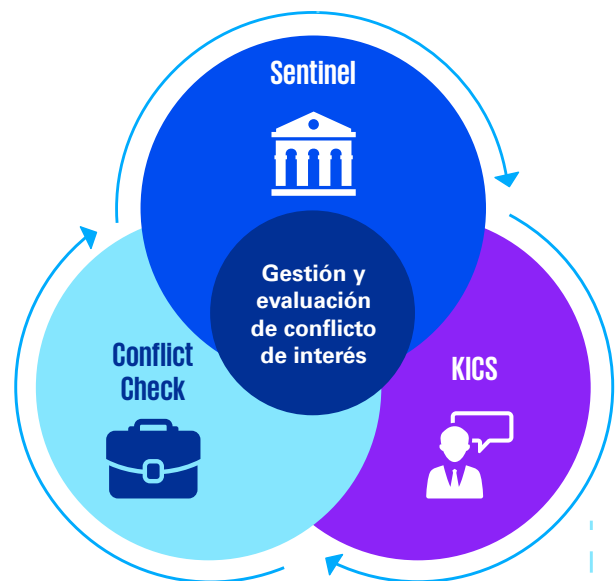 Sentinel
Gestión y
evaluación
de conflicto
de interés
Conflict
Check
KICS